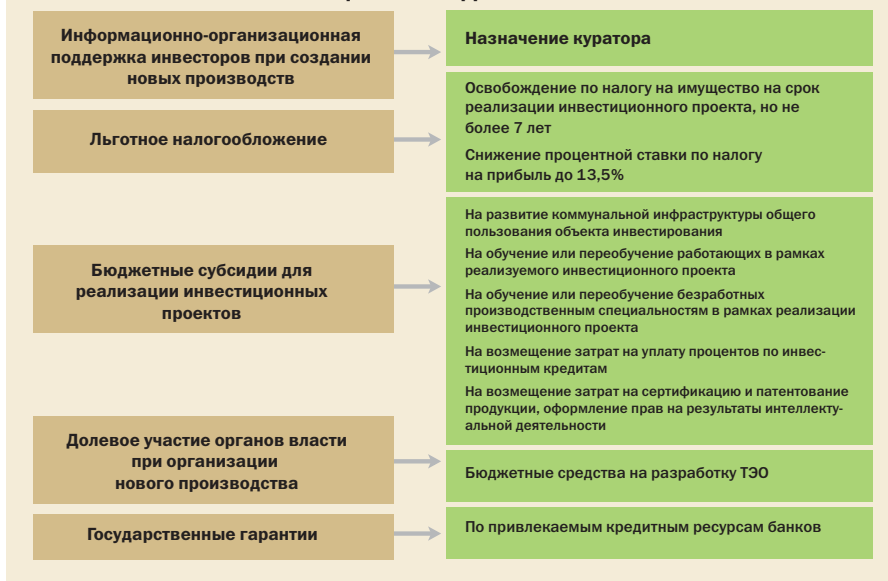 Информационно-организационная
поддержка инвесторов при создании
новых производств
Назначение куратора
Льготное налогообложение
Освобождение по налогу на имущество на срок
реализации инвестиционного проекта, но не
более 7 лет
Снижение процентной ставки по налогу
на прибыль до 13,5%
Бюджетные субсидии для
реализации инвестиционных
проектов
На развитие коммунальной инфраструктуры общего
пользования объекта инвестирования
На обучение или переобучение работающих в рамках
реализуемого инвестиционного проекта
На обучение или переобучение безработных
производственным специальностям в рамках реализации
инвестиционного проекта
На возмещение затрат на уплату процентов по инвес-
тиционным кредитам
На возмещение затрат на сертификацию и патентование
продукции, оформление прав на результаты интеллекту-
альной деятельности
Долевое участие органов власти
при организации
нового производства
Бюджетные средства на разработку ТЭО
Государственные гарантии
По привлекаемым кредитным ресурсам банков